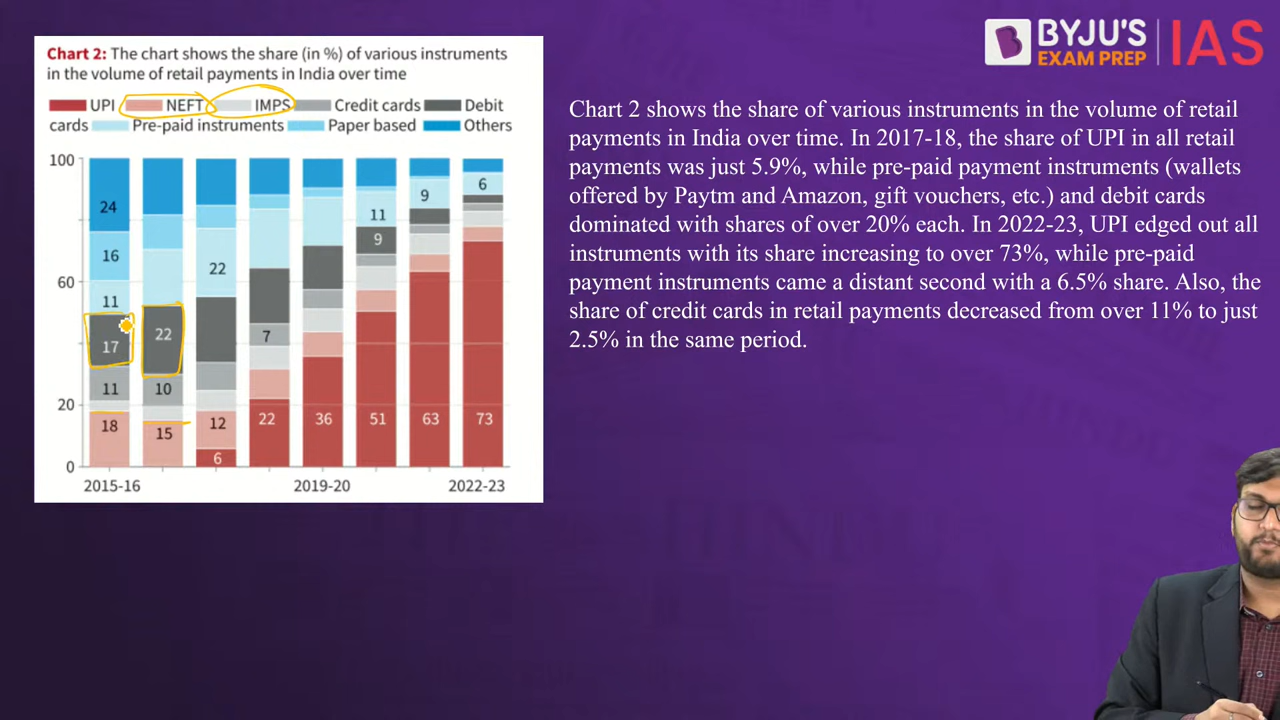 Chart 2: The chart shows the share (in %) of various instruments
in the volume of retail payments in India over time
UPI NEFT IMPS Credit cards Debit
cards Pre-paid instruments Paper based Others
100
60
20
0
24
16
11
17
11
18
22
10
15
22
12
6
7
22
36
11
9
51
9
63
6
73
2015-16 2019-20 2022-23
BYJU'S
EXAM PREP
IAS
Chart 2 shows the share of various instruments in the volume of retail
payments in India over time. In 2017-18, the share of UPI in all retail
payments was just 5.9%, while pre-paid payment instruments (wallets
offered by Paytm and Amazon, gift vouchers, etc.) and debit cards
dominated with shares of over 20% each. In 2022-23, UPI edged out all
instruments with its share increasing to over 73%, while pre-paid
payment instruments came a distant second with a 6.5% share. Also, the
share of credit cards in retail payments decreased from over 11% to just
2.5% in the same period.